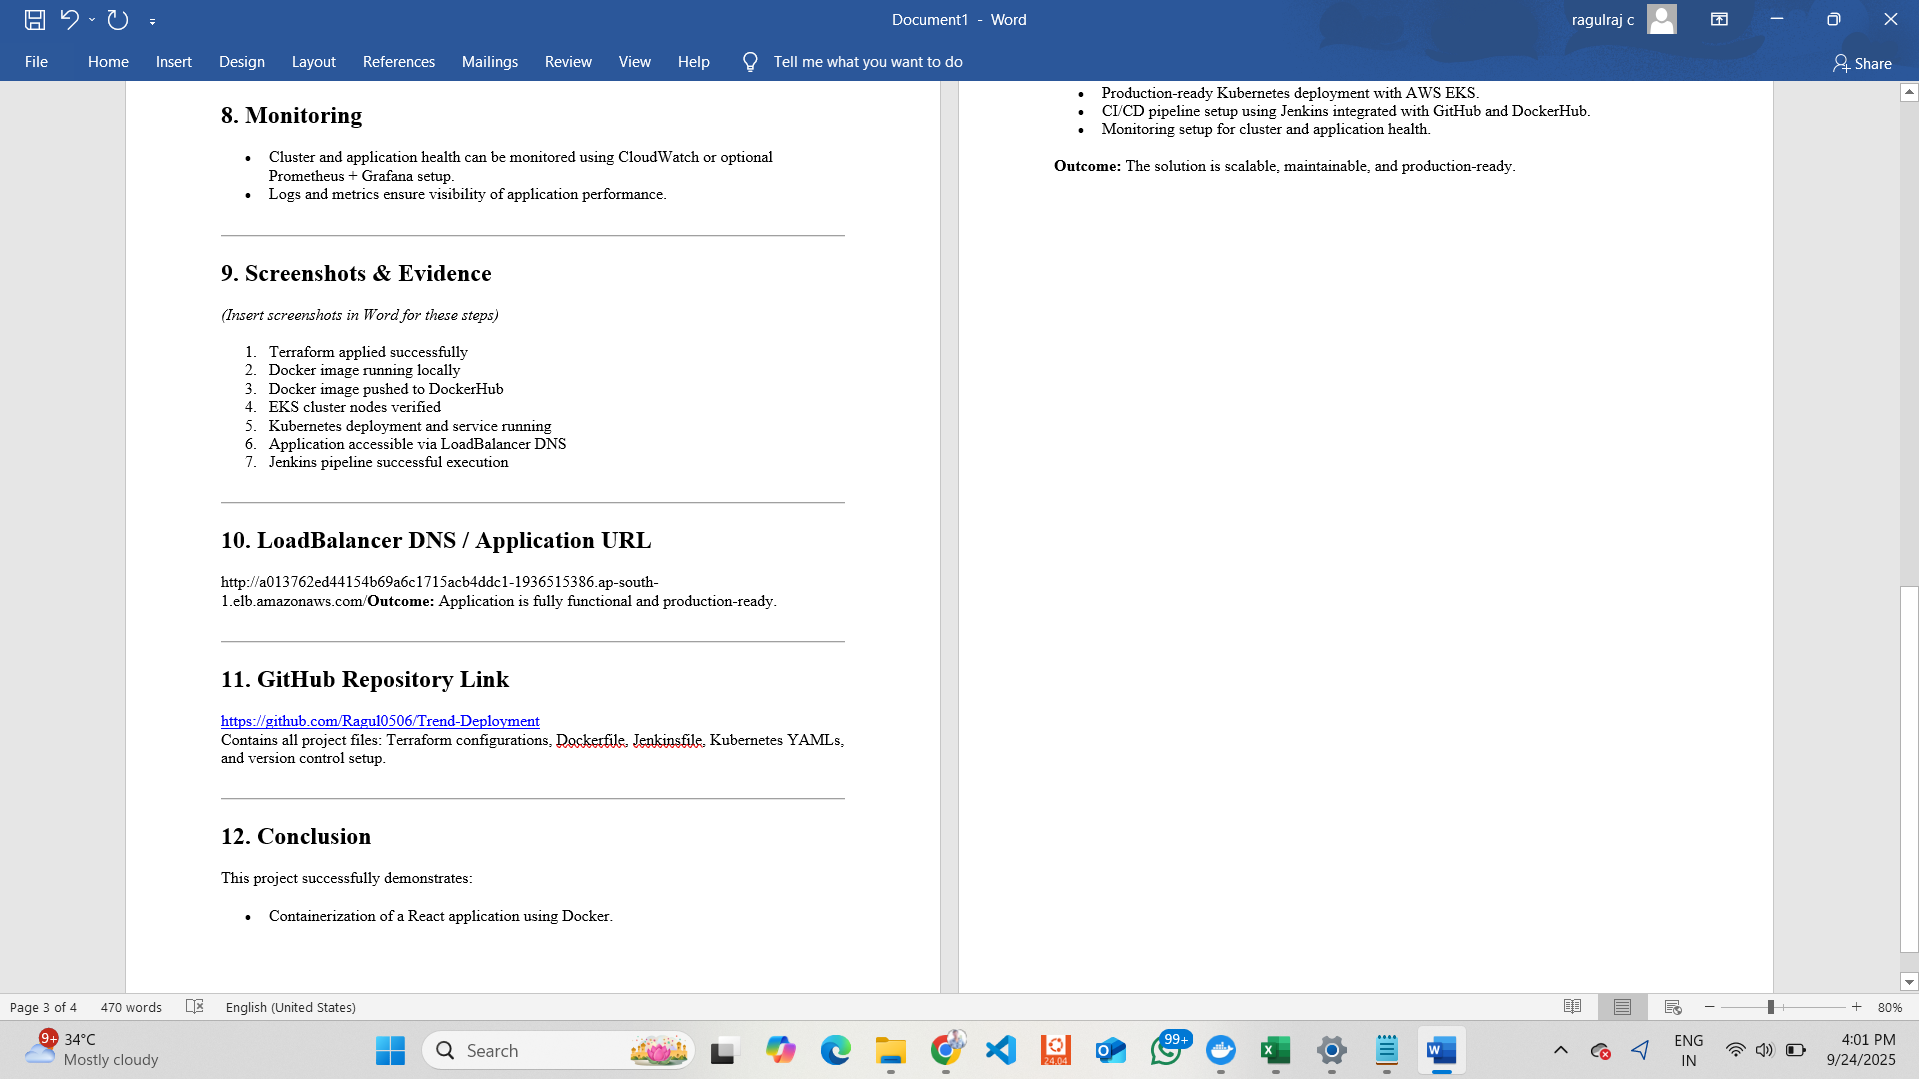 Document1 - Word
ragulraj c
File
Home
Insert
Design
Layout
References
Mailings
Review
View
Help
Tell me what you want to do
Share
8. Monitoring
• Cluster and application health can be monitored using CloudWatch or optional
Prometheus + Grafana setup.
• Logs and metrics ensure visibility of application performance.
9. Screenshots & Evidence
(Insert screenshots in Word for these steps)
1. Terraform applied successfully
2. Docker image running locally
3. Docker image pushed to DockerHub
4. EKS cluster nodes verified
5. Kubernetes deployment and service running
6. Application accessible via LoadBalancer DNS
7. Jenkins pipeline successful execution
10. LoadBalancer DNS / Application URL
http://a013762ed44154b69a6c1715acb4ddc1-1936515386.ap-south-
1.elb.amazonaws.com/Outcome: Application is fully functional and production-ready.
11. GitHub Repository Link
https://github.com/Ragul0506/Trend-Deployment
Contains all project files: Terraform configurations, Dockerfile, Jenkinsfile, Kubernetes YAMLs,
and version control setup.
12. Conclusion
This project successfully demonstrates:
• Containerization of a React application using Docker.
• Production-ready Kubernetes deployment with AWS EKS.
• CI/CD pipeline setup using Jenkins integrated with GitHub and DockerHub.
• Monitoring setup for cluster and application health.
Outcome: The solution is scalable, maintainable, and production-ready.
Page 3 of 4
470 words
English (United States)
80%
9+
34°C
Mostly cloudy
Search
24.04
99+
ENG
IN
4:01 PM
9/24/2025